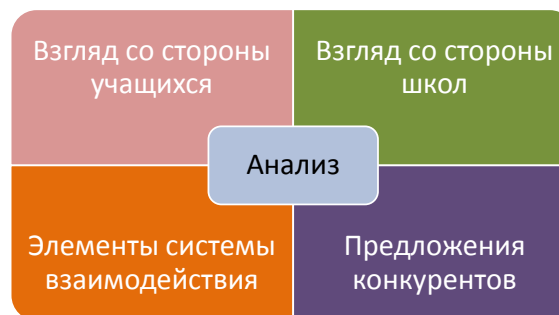 Взгляд со стороны
учащихся
Взгляд со стороны
школ
Анализ
Элементы системы
взаимодействия
Предложения
конкурентов